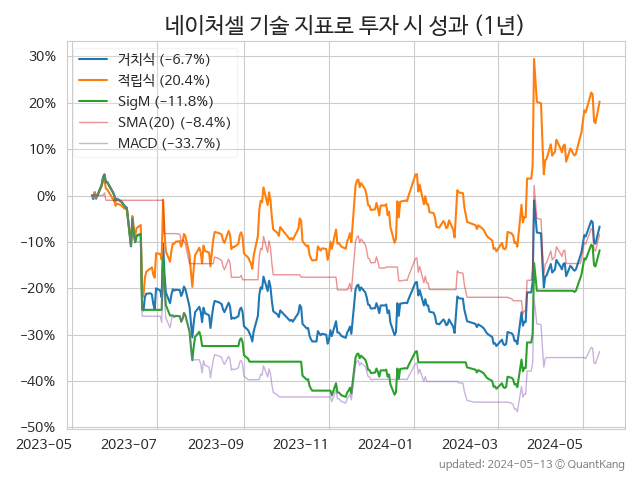 네이처셀 기술 지표로 투자 시 성과 (1년)
30%
20%
10%
0%
−10%
−20%
−30%
−40%
−50%
거치식 (−6.7%)
적립식 (20.4%)
SigM (−11.8%)
SMA(20) (−8.4%)
MACD (−33.7%)
2023−05 2023−07 2023−09 2023−11 2024−01 2024−03 2024−05
updated: 2024-05-13 ⓒ QuantKang